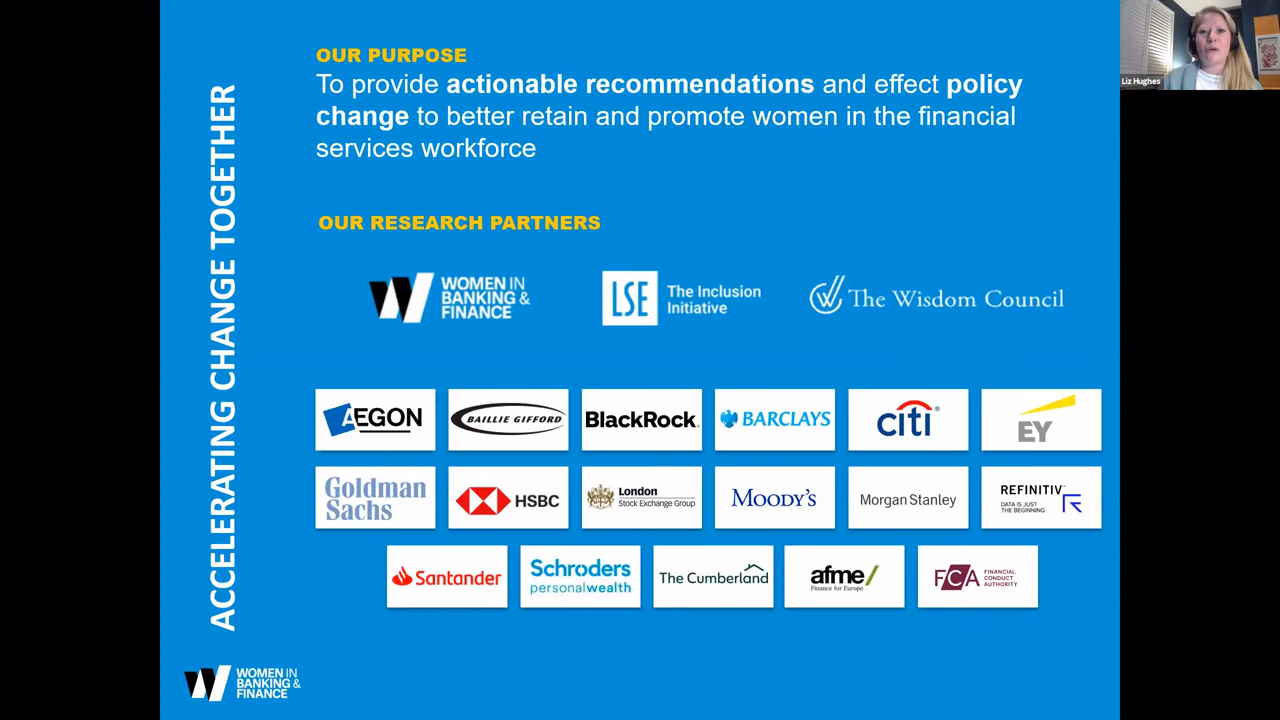 OUR PURPOSE
To provide actionable recommendations and effect policy
change to better retain and promote women in the financial
services workforce
OUR RESEARCH PARTNERS
WOMEN IN
BANKING &
FINANCE
LSE
The Inclusion
Initiative
The Wisdom Council
AEGON
BAILLIE GIFFORD
BlackRock.
BARCLAYS
citi
EY
Goldman
Sachs
HSBC
London
Stock Exchange Group
MOODY'S
Morgan Stanley
REFINITIV
DATA IS JUST
THE BEGINNING
Santander
Schroders
personalwealth
The Cumberland
afme/
Finance for Europe
FCA
FINANCIAL
CONDUCT
AUTHORITY
ACCELERATING CHANGE TOGETHER
WOMEN IN
BANKING &
FINANCE
Liz Hughes